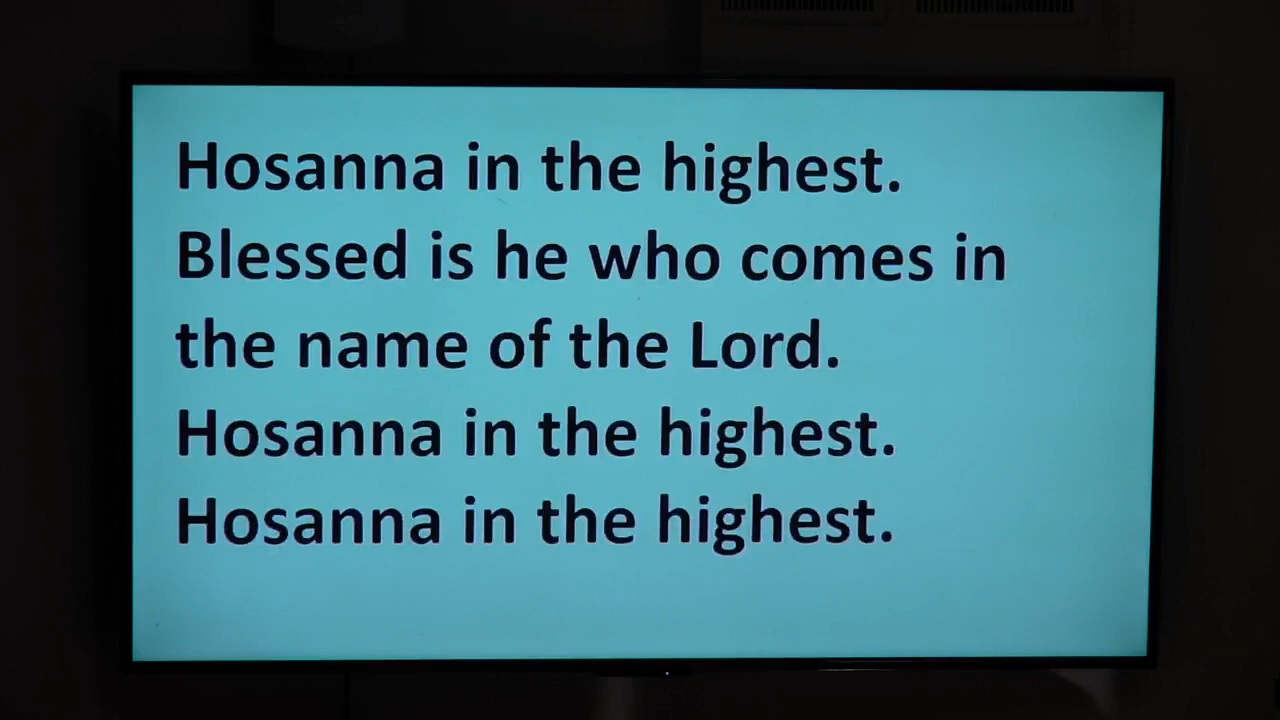 Hosanna in the highest.
Blessed is he who comes in
the name of the Lord.
Hosanna in the highest.
Hosanna in the highest.